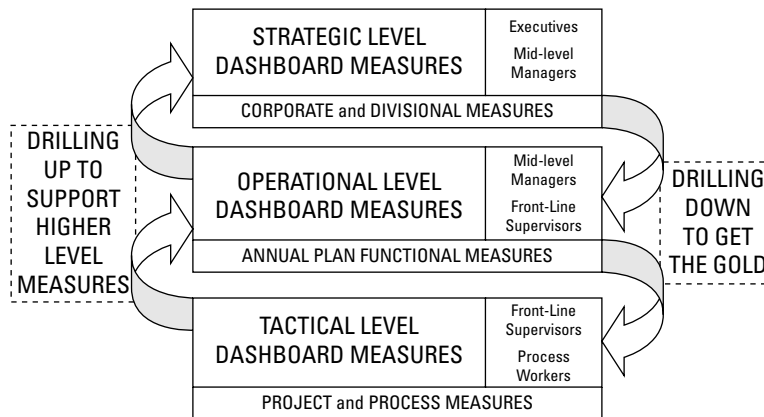 STRATEGIC LEVEL
DASHBOARD MEASURES
Executives
Mid-level
Managers
CORPORATE and DIVISIONAL MEASURES
DRILLING
UP TO
SUPPORT
HIGHER
LEVEL
MEASURES
OPERATIONAL LEVEL
DASHBOARD MEASURES
Mid-level
Managers
Front-Line
Supervisors
ANNUAL PLAN FUNCTIONAL MEASURES
DRILLING
DOWN
TO GET
THE GOLD
TACTICAL LEVEL
DASHBOARD MEASURES
Front-Line
Supervisors
Process
Workers
PROJECT and PROCESS MEASURES